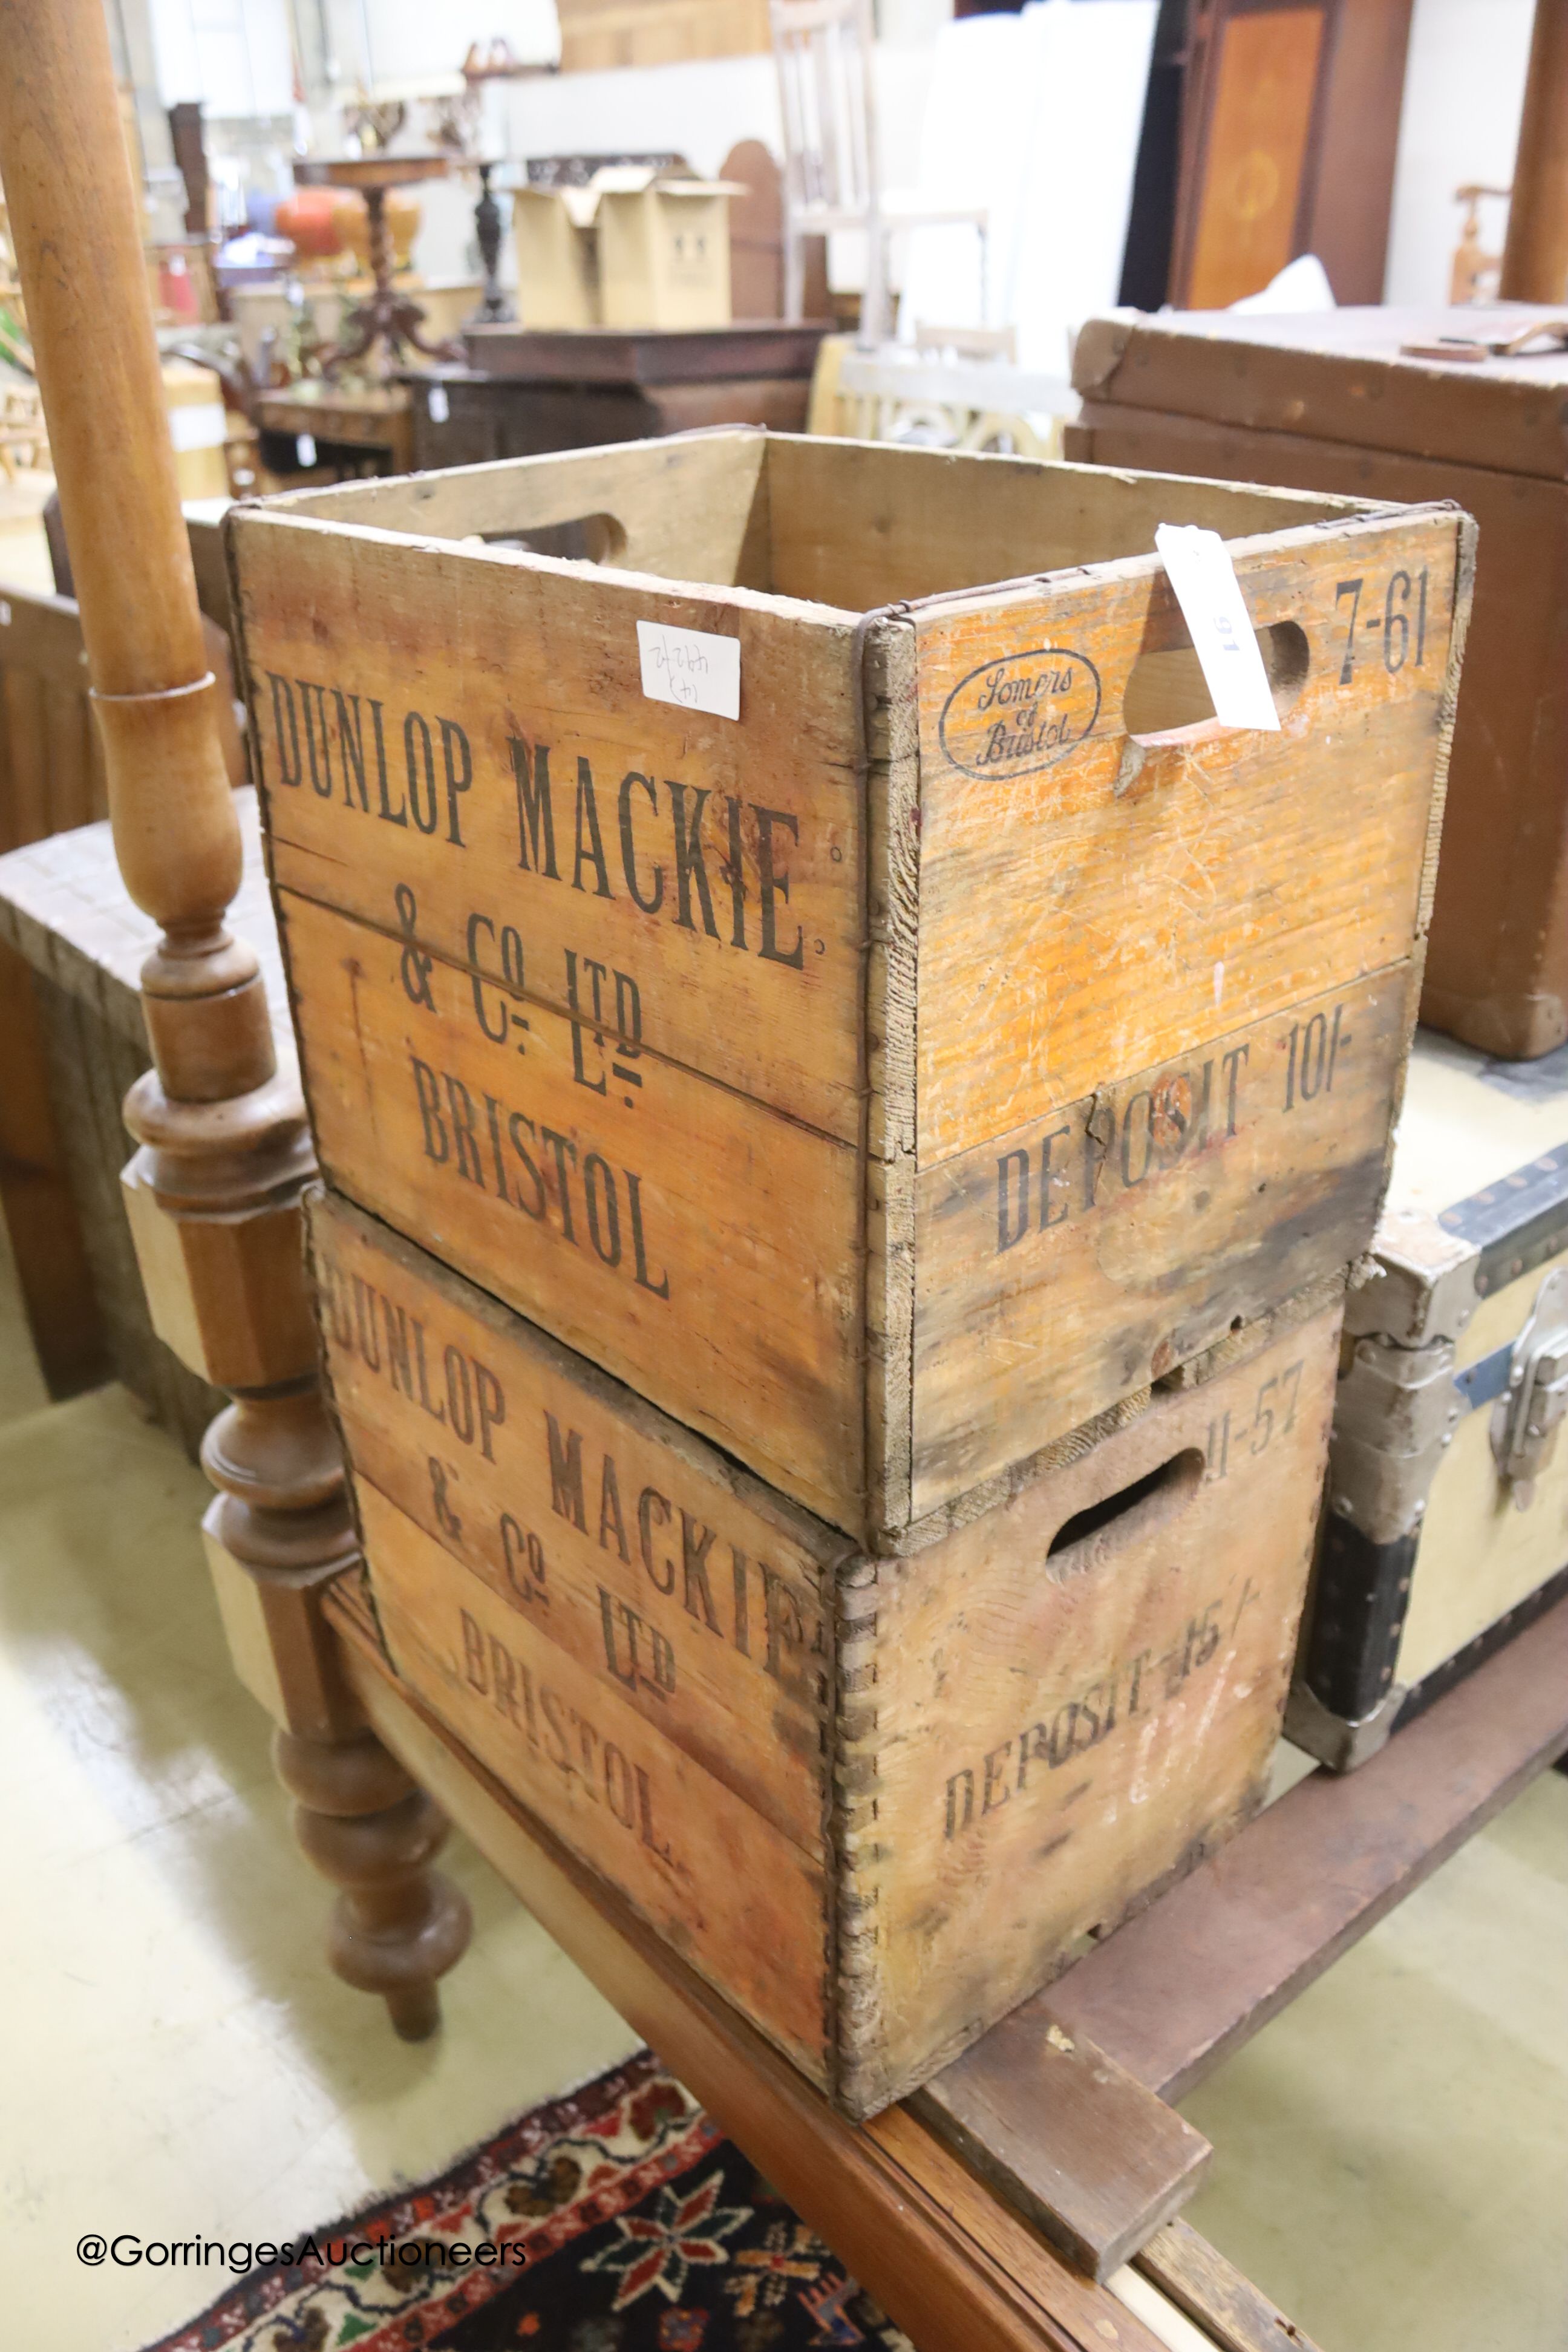 DUNLOP MACKIE
& Cº LTD
BRISTOL
Somers
of
Bristol
7-61
DEPOSIT 10/-
91
DUNLOP MACKIE
& Cº LTD
BRISTOL
11-57
DEPOSIT 15/-
@GorringesAuctioneers